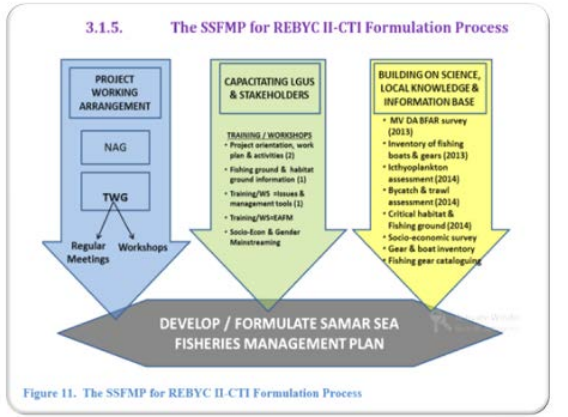 3.1.5. The SSFMP for REBYC II-CTI Formulation Process
PROJECT
WORKING
ARRANGEMENT
NAG
TWG
Regular
Meetings
Workshops
CAPACITATING LGUS
& STAKEHOLDERS
TRAINING / WORKSHOPS
• Project orientation, work
plan & activities (2)
• Fishing ground & habitat
ground information (1)
• Training/WS =Issues &
management tools (1)
• Training/WS=EAFM
• Socio-Econ & Gender
Mainstreaming
BUILDING ON SCIENCE,
LOCAL KNOWLEDGE &
INFORMATION BASE
• MV DA BFAR survey
(2013)
• Inventory of fishing
boats & gears (2013)
• Icthyoplankton
assessment (2014)
• Bycatch & trawl
assessment (2014)
• Critical habitat &
Fishing ground (2014)
• Socio-economic survey
• Gear & boat inventory
• Fishing gear cataloguing
DEVELOP / FORMULATE SAMAR SEA
FISHERIES MANAGEMENT PLAN
Figure 11. The SSFMP for REBYC II-CTI Formulation Process